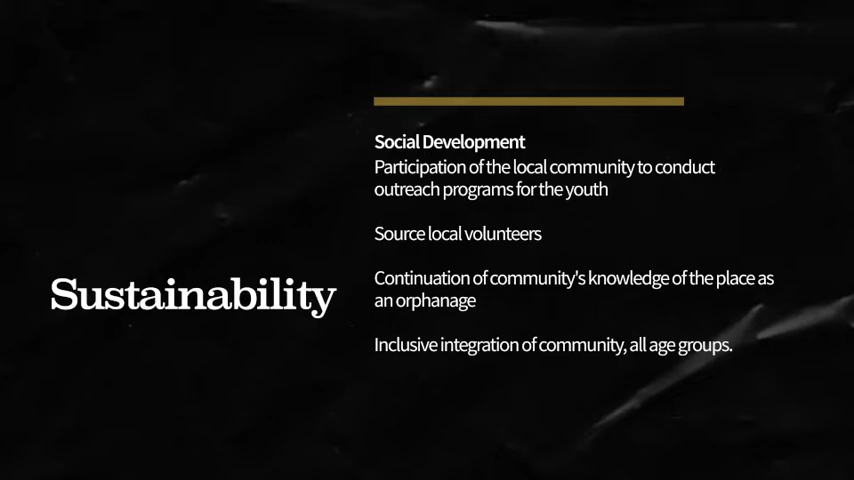 Sustainability
Social Development
Participation of the local community to conduct
outreach programs for the youth
Source local volunteers
Continuation of community's knowledge of the place as
an orphanage
Inclusive integration of community, all age groups.